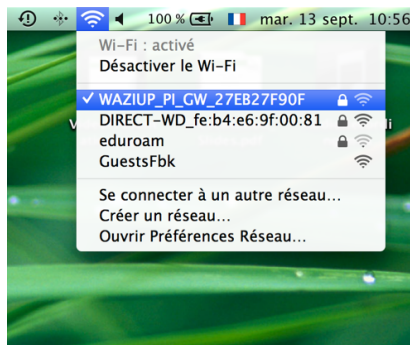 100 % mar. 13 sept. 10:56
Wi-Fi : activé
Désactiver le Wi-Fi
✓ WAZIUP_PI_GW_27EB27F90F
DIRECT-WD_fe:b4:e6:9f:00:81
eduroam
GuestsFbk
Se connecter à un autre réseau...
Créer un réseau...
Ouvrir Préférences Réseau...